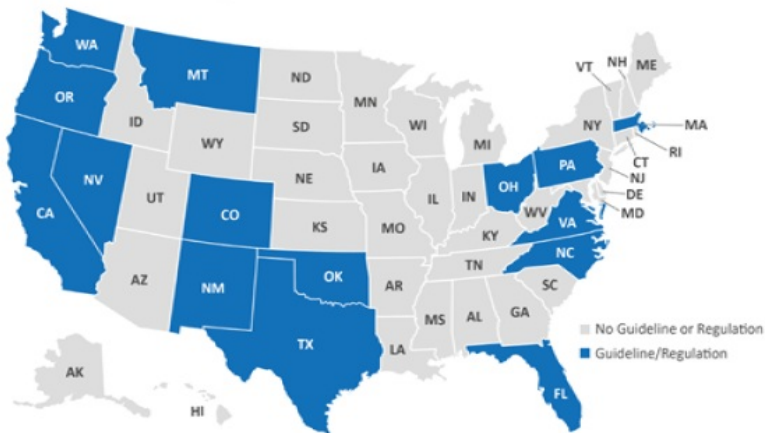 WA
MT
ND
MN
VT
NH
ME
OR
ID
SD
WI
MI
NY
MA
WY
RI
CT
NV
UT
NE
IA
PA
NJ
CA
CO
IL
IN
OH
DE
MD
WV
VA
KS
MO
KY
NC
AZ
NM
OK
AR
TN
SC
MS
AL
GA
TX
LA
No Guideline or Regulation
Guideline/Regulation
AK
HI
FL